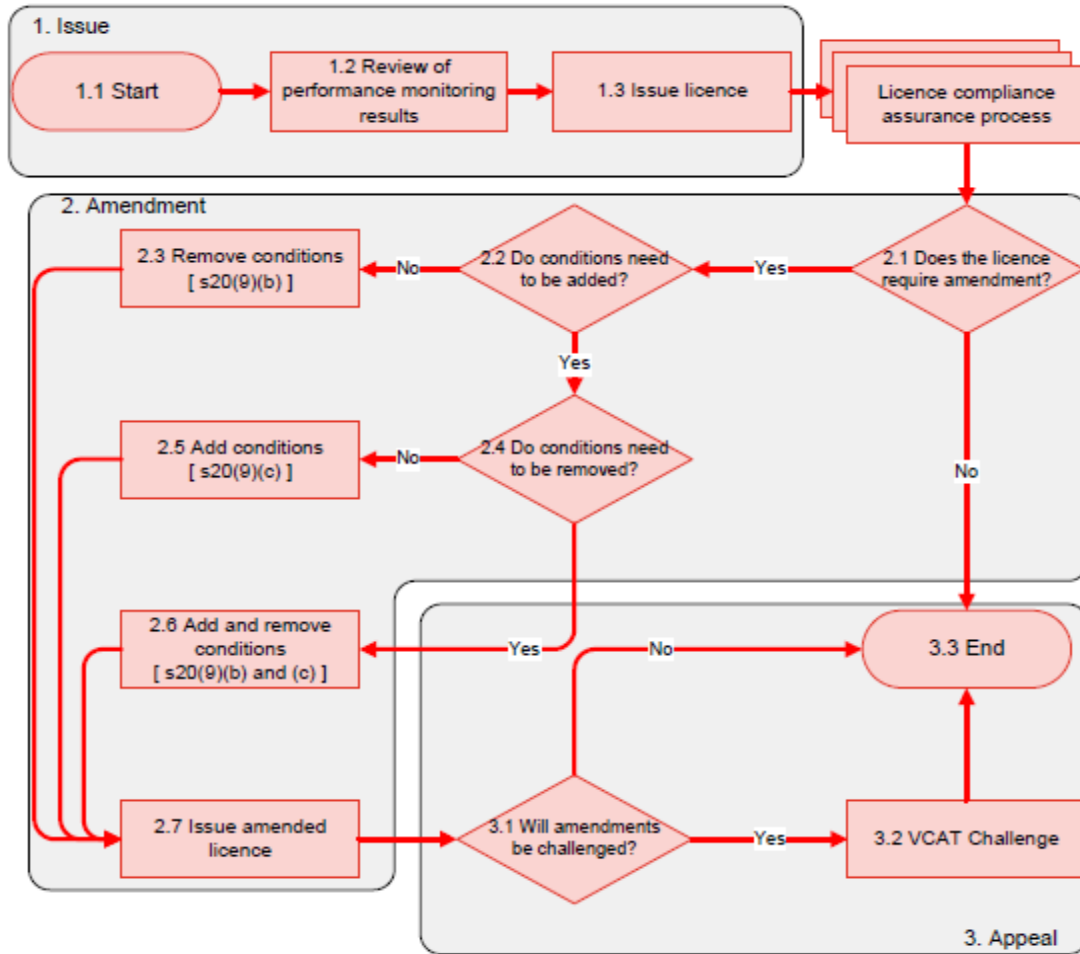 1. Issue
1.1 Start
1.2 Review of
performance monitoring
results
1.3 Issue licence
Licence compliance
assurance process
2. Amendment
2.3 Remove conditions
[ s20(9)(b) ]
No
2.2 Do conditions need
to be added?
Yes
2.1 Does the licence
require amendment?
Yes
2.5 Add conditions
[ s20(9)(c) ]
No
2.4 Do conditions need
to be removed?
No
2.6 Add and remove
conditions
[ s20(9)(b) and (c) ]
Yes
No
3.3 End
2.7 Issue amended
licence
3.1 Will amendments
be challenged?
Yes
3.2 VCAT Challenge
3. Appeal